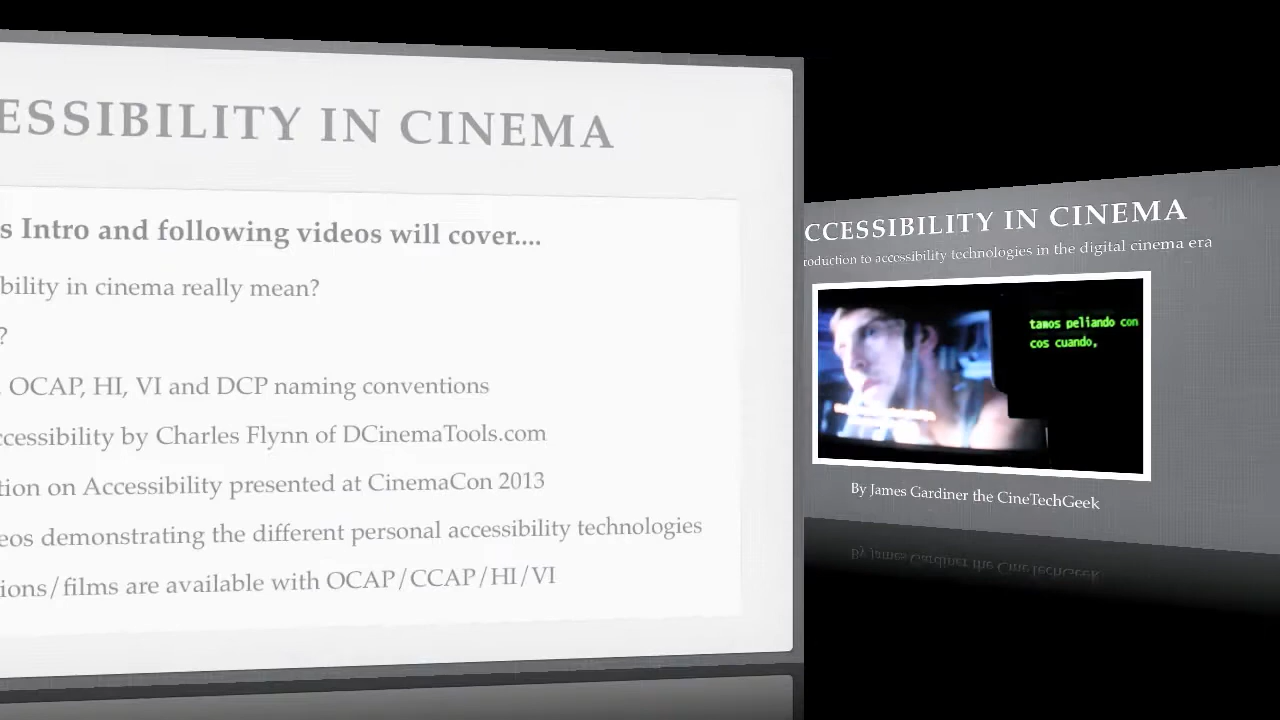 ESSIBILITY IN CINEMA
s Intro and following videos will cover....
bility in cinema really mean?
?
, OCAP, HI, VI and DCP naming conventions
ccessibility by Charles Flynn of DCinemaTools.com
tion on Accessibility presented at CinemaCon 2013
eos demonstrating the different personal accessibility technologies
ions/films are available with OCAP/CCAP/HI/VI
CCESSIBILITY IN CINEMA
roduction to accessibility technologies in the digital cinema era
tamos peliando con
cos cuando,
By James Gardiner the CineTechGeek